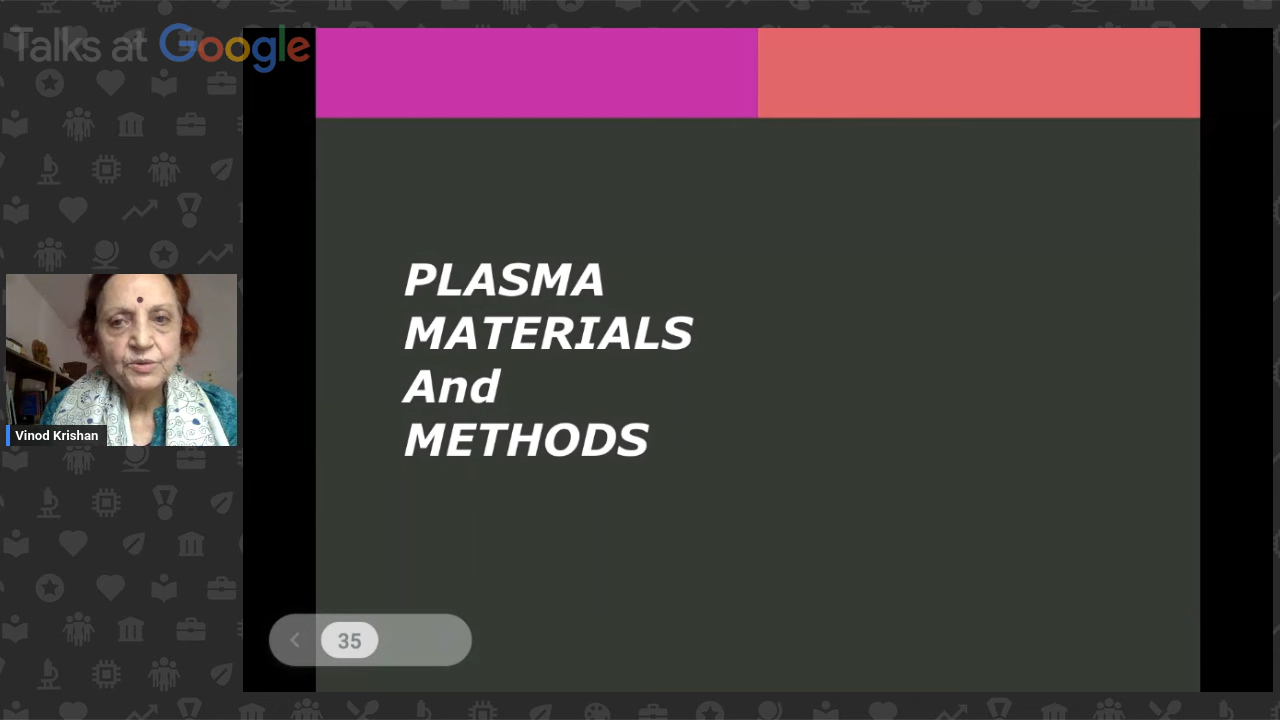 Talks at Google
PLASMA
MATERIALS
And
METHODS
Vinod Krishan
35